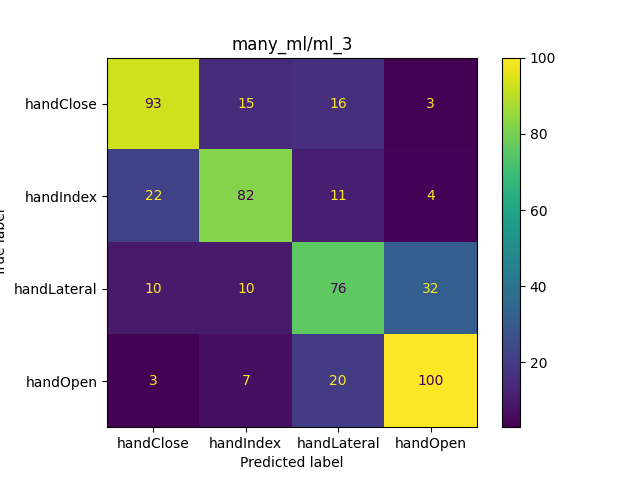 many_ml/ml_3
handClose
93 15 16 3
handIndex
22 82 11 4
handLateral
10 10 76 32
handOpen
3 7 20 100
handClose handIndex handLateral handOpen
Predicted label
100
80
60
40
20